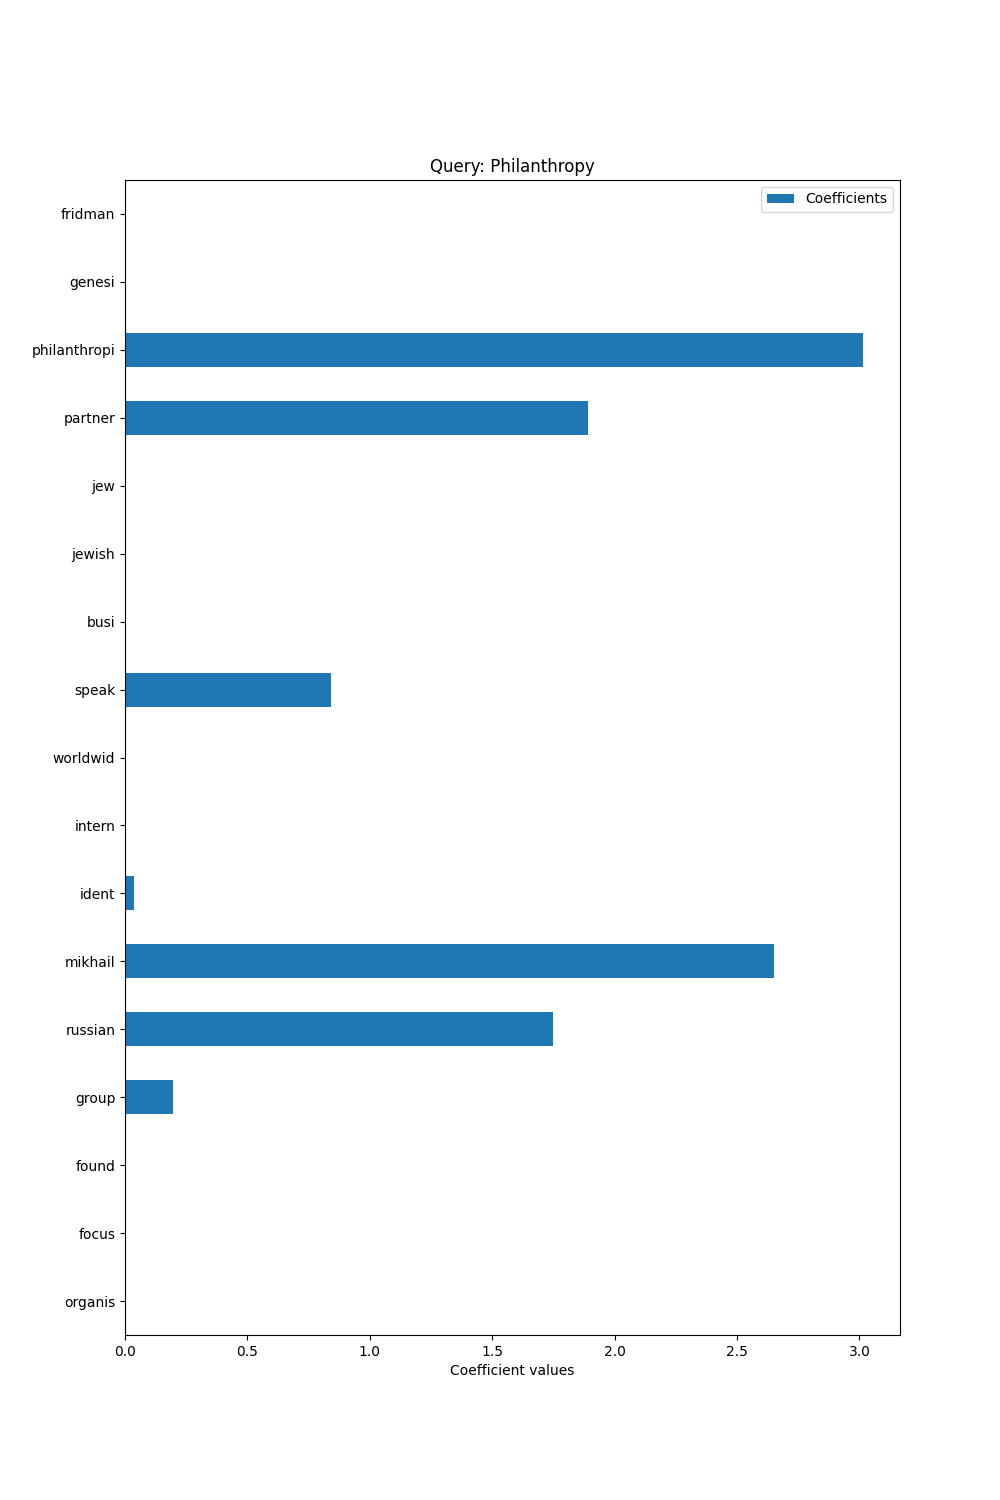 Query: Philanthropy
Coefficients
fridman
genesi
philanthropi
partner
jew
jewish
busi
speak
worldwid
intern
ident
mikhail
russian
group
found
focus
organis
0.0 0.5 1.0 1.5 2.0 2.5 3.0
Coefficient values